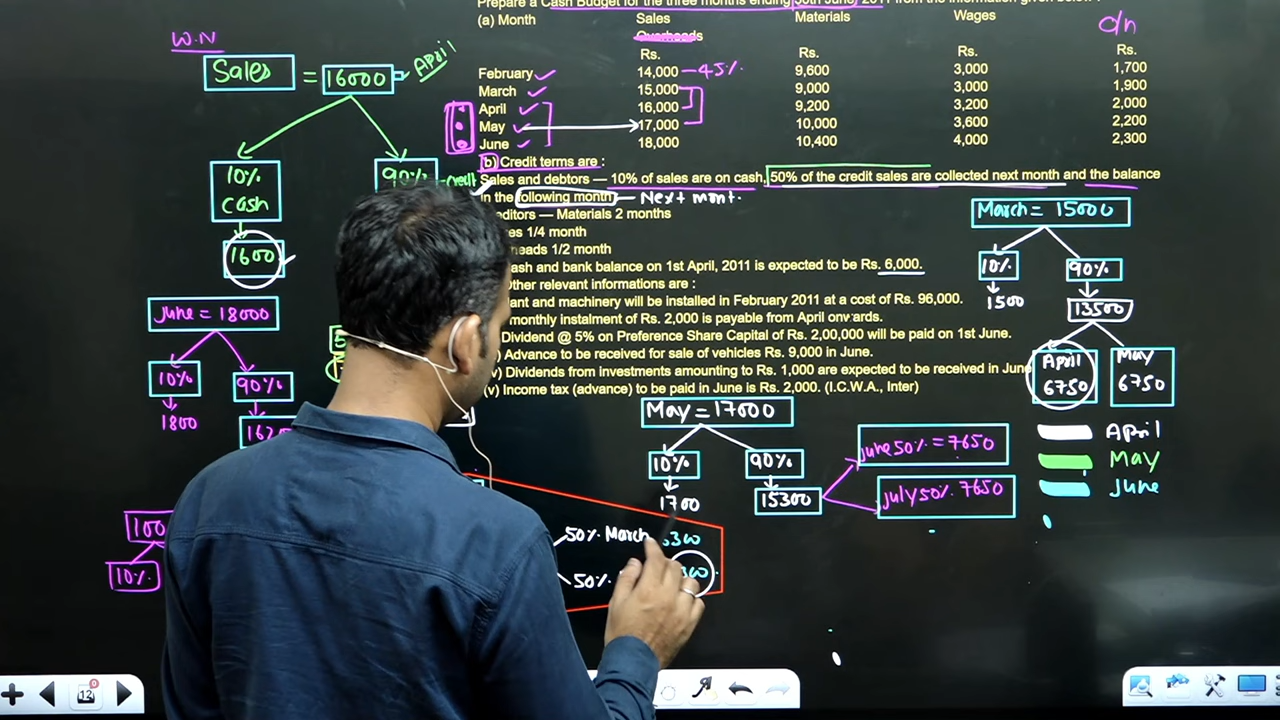 Prepare a Cash Budget for the three months ending 30th June, 2011 from the information given below :
(a) Month Sales Materials Wages o/h
Overheads
Rs. Rs. Rs. Rs.
February 14,000 45% 9,600 3,000 1,700
March 15,000 9,000 3,000 1,900
April 16,000 9,200 3,200 2,000
May 17,000 10,000 3,600 2,200
June 18,000 10,400 4,000 2,300
b) Credit terms are :
Sales and debtors — 10% of sales are on cash, 50% of the credit sales are collected next month and the balance
in the following month — Next mont.
editors — Materials 2 months
es 1/4 month
heads 1/2 month
ash and bank balance on 1st April, 2011 is expected to be Rs. 6,000.
Other relevant informations are :
ant and machinery will be installed in February 2011 at a cost of Rs. 96,000.
monthly instalment of Rs. 2,000 is payable from April onwards.
Dividend @ 5% on Preference Share Capital of Rs. 2,00,000 will be paid on 1st June.
) Advance to be received for sale of vehicles Rs. 9,000 in June.
v) Dividends from investments amounting to Rs. 1,000 are expected to be received in June
(v) Income tax (advance) to be paid in June is Rs. 2,000. (I.C.W.A., Inter)
W.N
Sales = 16000 April
10% cash
90% credit
1600
June = 18000
10% 90%
1800
100
10%
March = 15000
10% 90%
1500 13500
April 6750
May 6750
May = 17000
10% 90%
1700 15300
June 50% = 7650
July 50%. 7650
50% March
50%
April
May
June
12